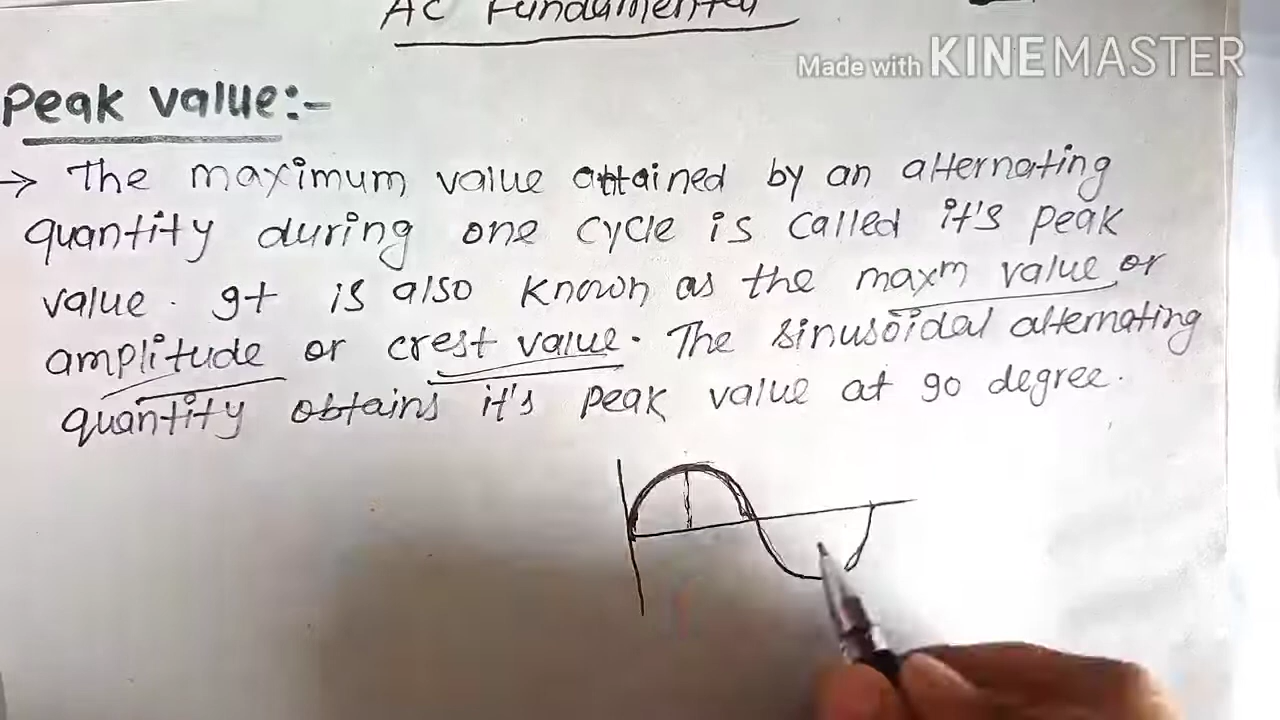 AC Fundamental
Made with KINEMASTER
Peak value:-
→ The maximum value attained by an alternating
quantity during one cycle is called it's peak
value. It is also known as the maxm value or
amplitude or crest value. The sinusoidal alternating
quantity obtains it's peak value at 90 degree.